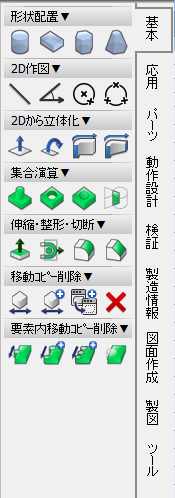 形状配置▼
2D作図▼
2Dから立体化▼
集合演算▼
伸縮・整形・切断▼
移動コピー削除▼
要素内移動コピー削除▼
基本
応用
パーツ
動作設計
検証
製造情報
図面作成
製図
ツール